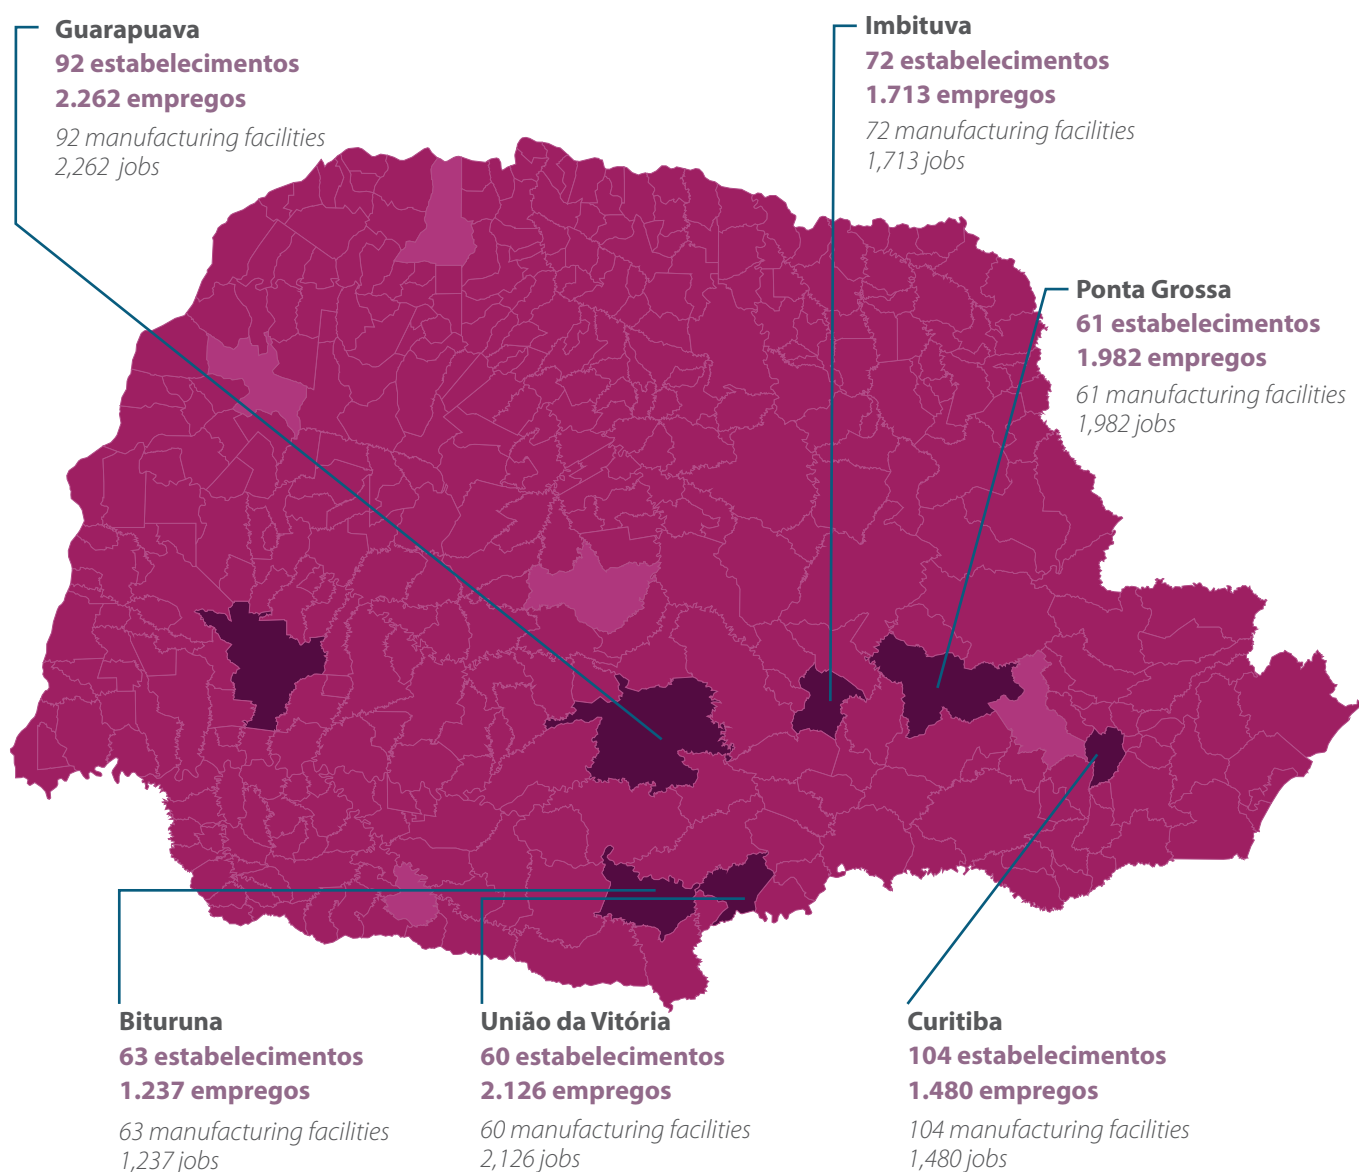 Guarapuava
92 estabelecimentos
2.262 empregos
92 manufacturing facilities
2,262 jobs
Imbituva
72 estabelecimentos
1.713 empregos
72 manufacturing facilities
1,713 jobs
Ponta Grossa
61 estabelecimentos
1.982 empregos
61 manufacturing facilities
1,982 jobs
Bituruna
63 estabelecimentos
1.237 empregos
63 manufacturing facilities
1,237 jobs
União da Vitória
60 estabelecimentos
2.126 empregos
60 manufacturing facilities
2,126 jobs
Curitiba
104 estabelecimentos
1.480 empregos
104 manufacturing facilities
1,480 jobs